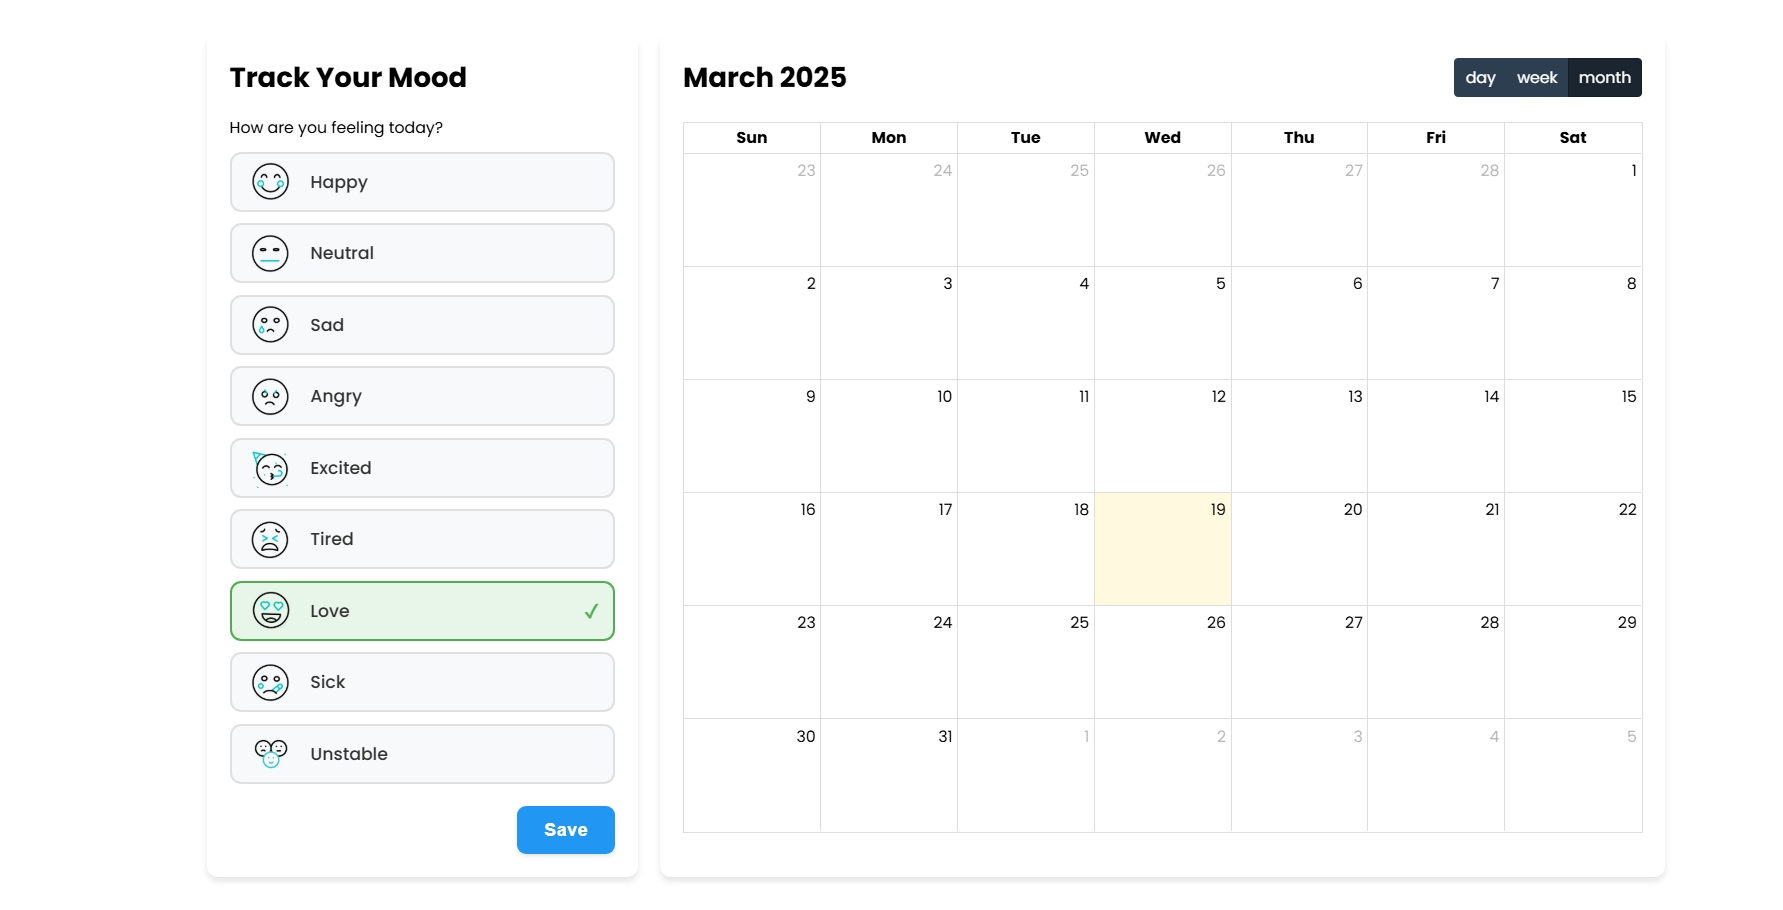 Track Your Mood
How are you feeling today?
Happy
Neutral
Sad
Angry
Excited
Tired
Love ✓
Sick
Unstable
Save
March 2025
day week month
Sun Mon Tue Wed Thu Fri Sat
23 24 25 26 27 28 1
2 3 4 5 6 7 8
9 10 11 12 13 14 15
16 17 18 19 20 21 22
23 24 25 26 27 28 29
30 31 1 2 3 4 5